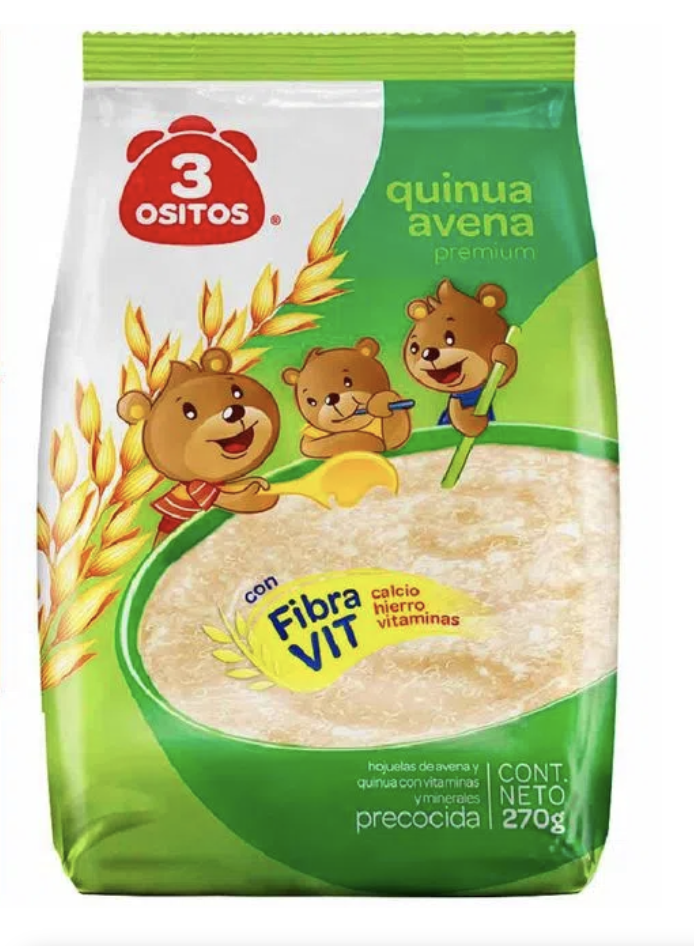 3
OSITOS
®
quinua
avena
premium
con
Fibra
VIT
calcio
hierro
vitaminas
hojuelas de avena y
quinua con vitaminas
y minerales
precocida
CONT.
NETO
270g